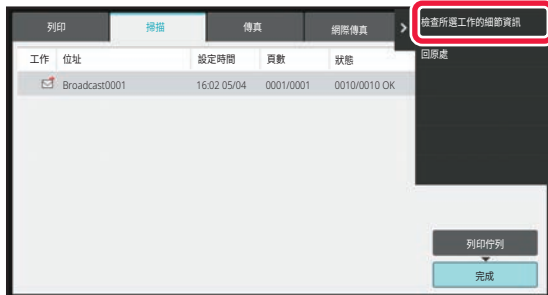 列印 掃描 傳真 網際傳真 > 檢查所選工作的細節資訊
工作 位址 設定時間 頁數 狀態 回原處
Broadcast0001 16:02 05/04 0001/0001 0010/0010 OK
列印佇列
完成